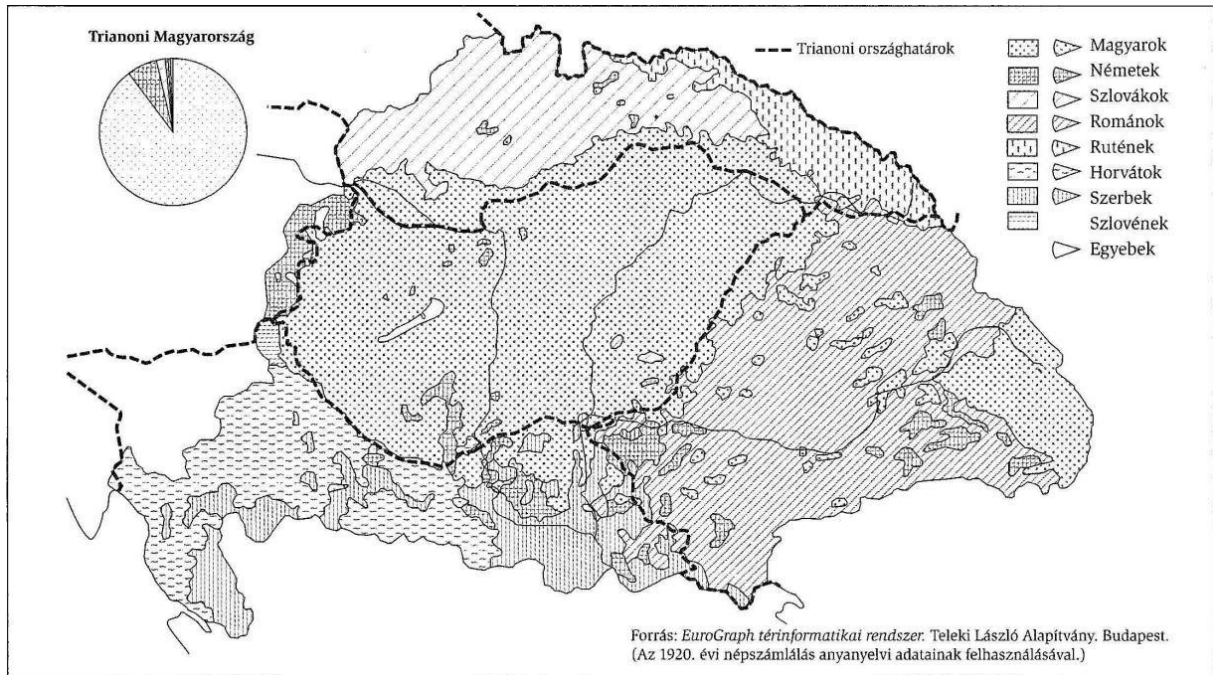 Trianoni Magyarország
Trianoni országhatárok
Magyarok
Németek
Szlovákok
Románok
Rutének
Horvátok
Szerbek
Szlovének
Egyebek
Forrás: EuroGraph térinformatikai rendszer. Teleki László Alapítvány. Budapest.
(Az 1920. évi népszámlálás anyanyelvi adatainak felhasználásával.)